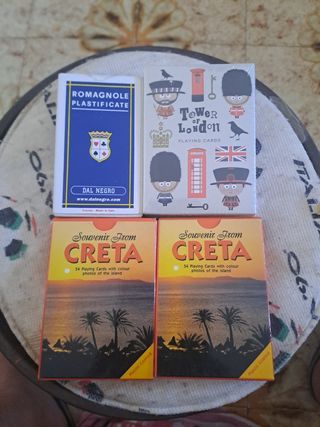 ROMAGNOLE
PLASTIFICATE
DAL NEGRO
www.dalnegro.com
Tower
OF
London
PLAYING CARDS
Souvenir From
CRETA
54 Playing Cards with colour
photos of the island
Souvenir From
CRETA
54 Playing Cards with colour
photos of the island